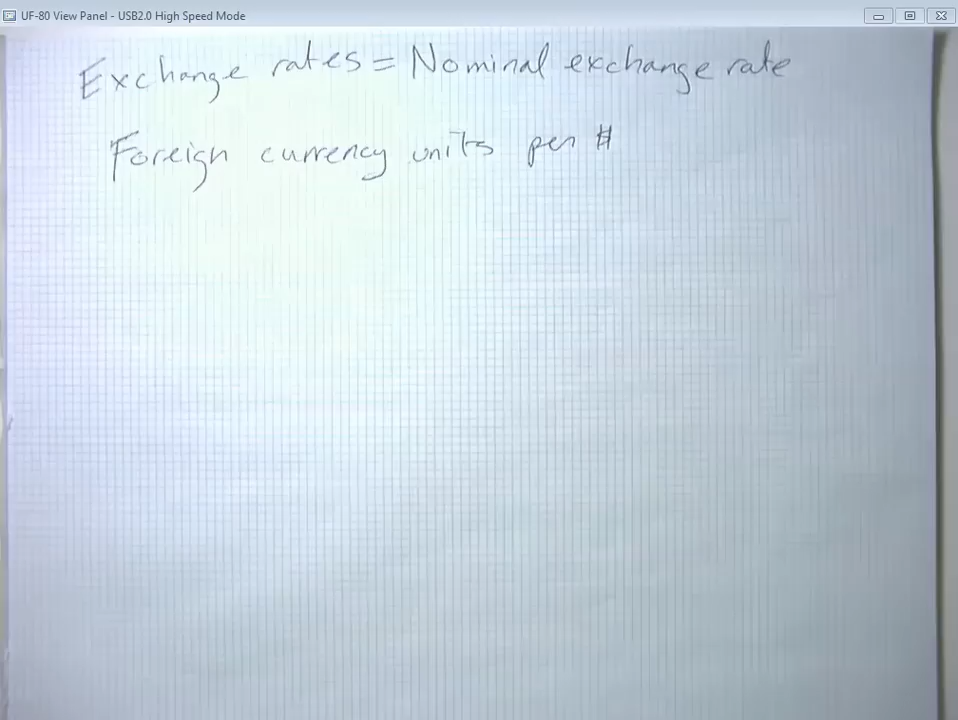 UF-80 View Panel - USB2.0 High Speed Mode
Exchange rates = Nominal exchange rate
Foreign currency units per $